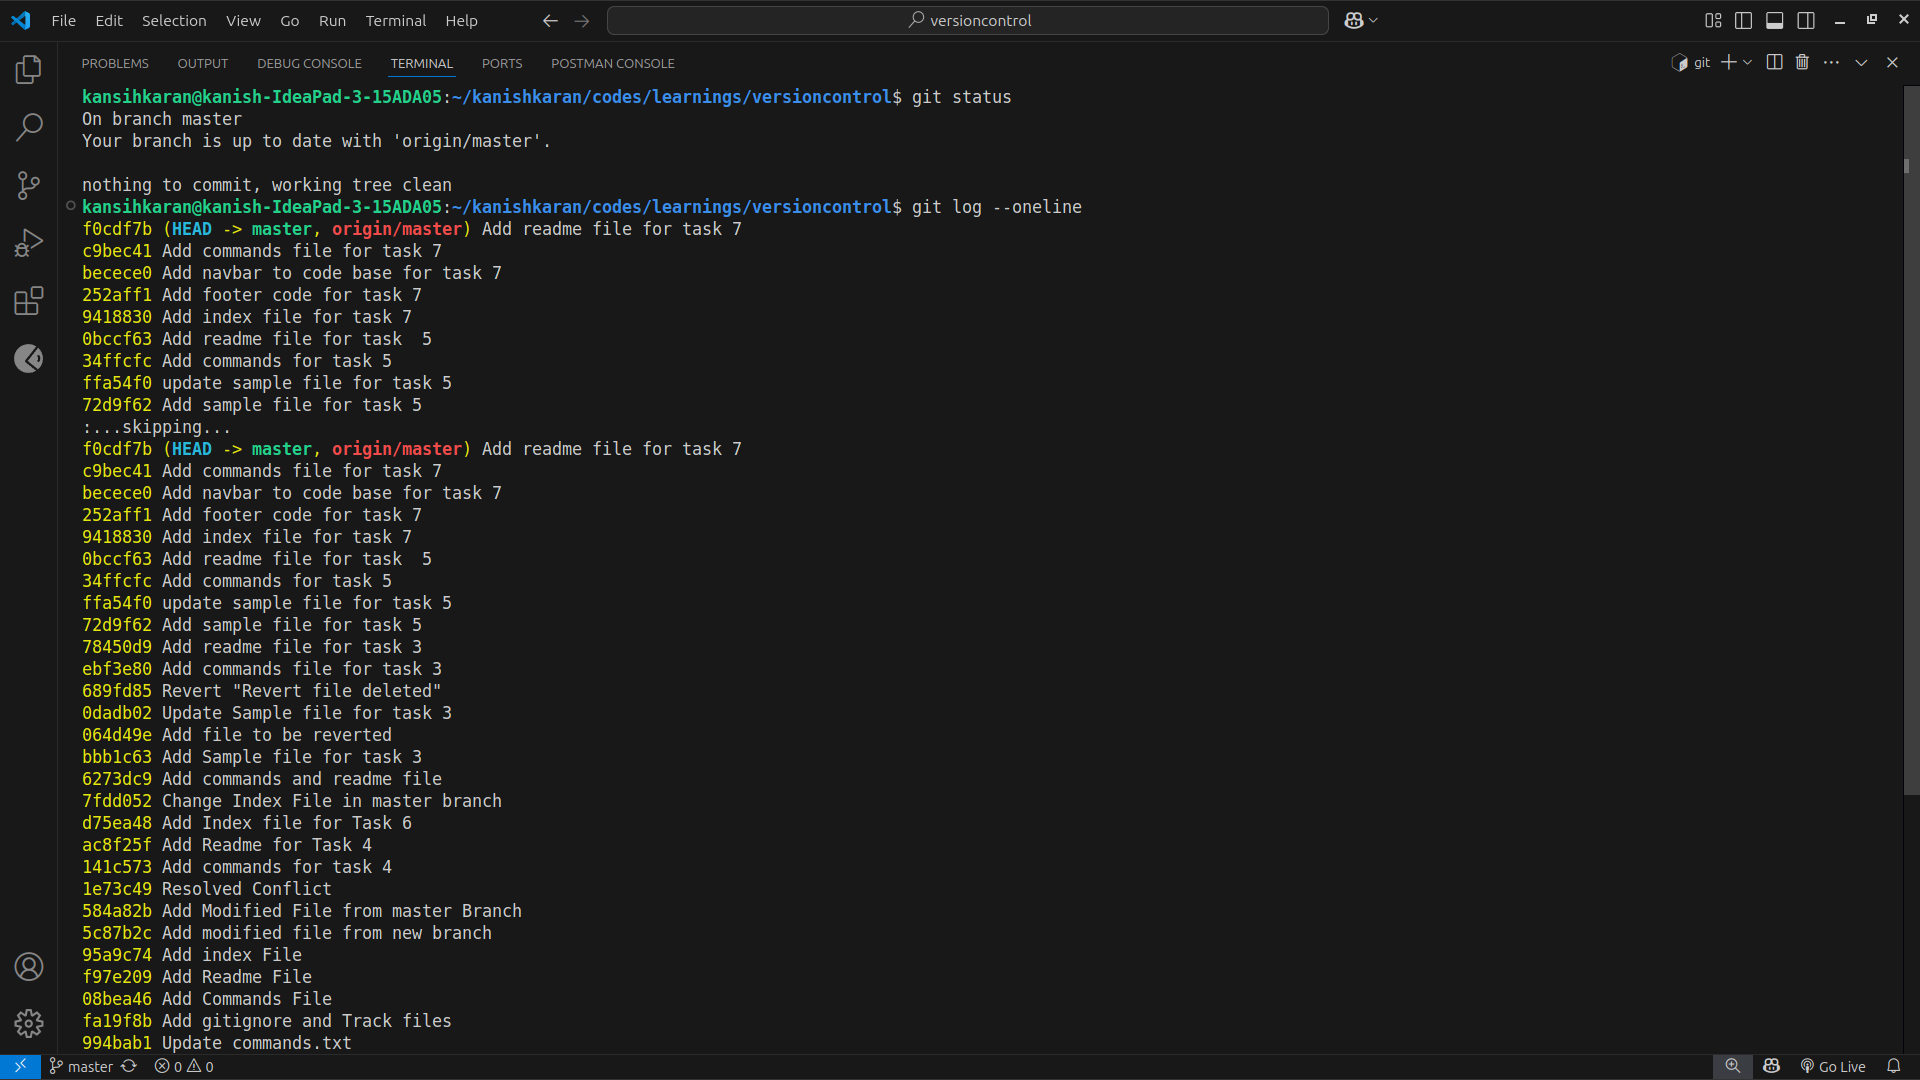 File Edit Selection View Go Run Terminal Help
versioncontrol
PROBLEMS OUTPUT DEBUG CONSOLE TERMINAL PORTS POSTMAN CONSOLE
git
kansihkaran@kanish-IdeaPad-3-15ADA05:~/kanishkaran/codes/learnings/versioncontrol$ git status
On branch master
Your branch is up to date with 'origin/master'.
nothing to commit, working tree clean
kansihkaran@kanish-IdeaPad-3-15ADA05:~/kanishkaran/codes/learnings/versioncontrol$ git log --oneline
f0cdf7b (HEAD -> master, origin/master) Add readme file for task 7
c9bec41 Add commands file for task 7
becece0 Add navbar to code base for task 7
252aff1 Add footer code for task 7
9418830 Add index file for task 7
0bccf63 Add readme file for task  5
34ffcfc Add commands for task 5
ffa54f0 update sample file for task 5
72d9f62 Add sample file for task 5
:...skipping...
f0cdf7b (HEAD -> master, origin/master) Add readme file for task 7
c9bec41 Add commands file for task 7
becece0 Add navbar to code base for task 7
252aff1 Add footer code for task 7
9418830 Add index file for task 7
0bccf63 Add readme file for task  5
34ffcfc Add commands for task 5
ffa54f0 update sample file for task 5
72d9f62 Add sample file for task 5
78450d9 Add readme file for task 3
ebf3e80 Add commands file for task 3
689fd85 Revert "Revert file deleted"
0dadb02 Update Sample file for task 3
064d49e Add file to be reverted
bbb1c63 Add Sample file for task 3
6273dc9 Add commands and readme file
7fdd052 Change Index File in master branch
d75ea48 Add Index file for Task 6
ac8f25f Add Readme for Task 4
141c573 Add commands for task 4
1e73c49 Resolved Conflict
584a82b Add Modified File from master Branch
5c87b2c Add modified file from new branch
95a9c74 Add index File
f97e209 Add Readme File
08bea46 Add Commands File
fa19f8b Add gitignore and Track files
994bab1 Update commands.txt
master 0 0 Go Live